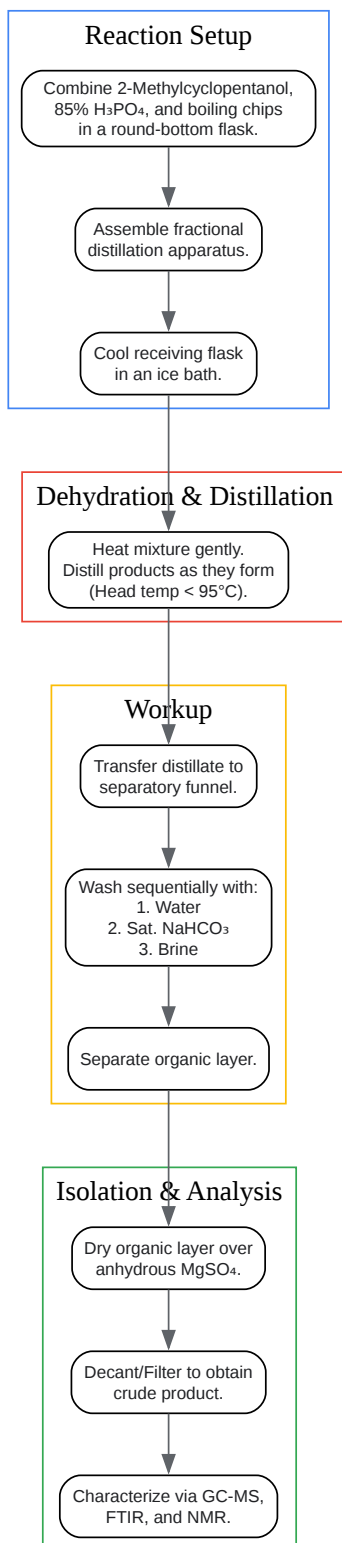 Reaction Setup
Combine 2-Methylcyclopentanol,
85% H₃PO₄, and boiling chips
in a round-bottom flask.
Assemble fractional
distillation apparatus.
Cool receiving flask
in an ice bath.
Dehydration & Distillation
Heat mixture gently.
Distill products as they form
(Head temp < 95°C).
Workup
Transfer distillate to
separatory funnel.
Wash sequentially with:
1. Water
2. Sat. NaHCO₃
3. Brine
Separate organic layer.
Isolation & Analysis
Dry organic layer over
anhydrous MgSO₄.
Decant/Filter to obtain
crude product.
Characterize via GC-MS,
FTIR, and NMR.